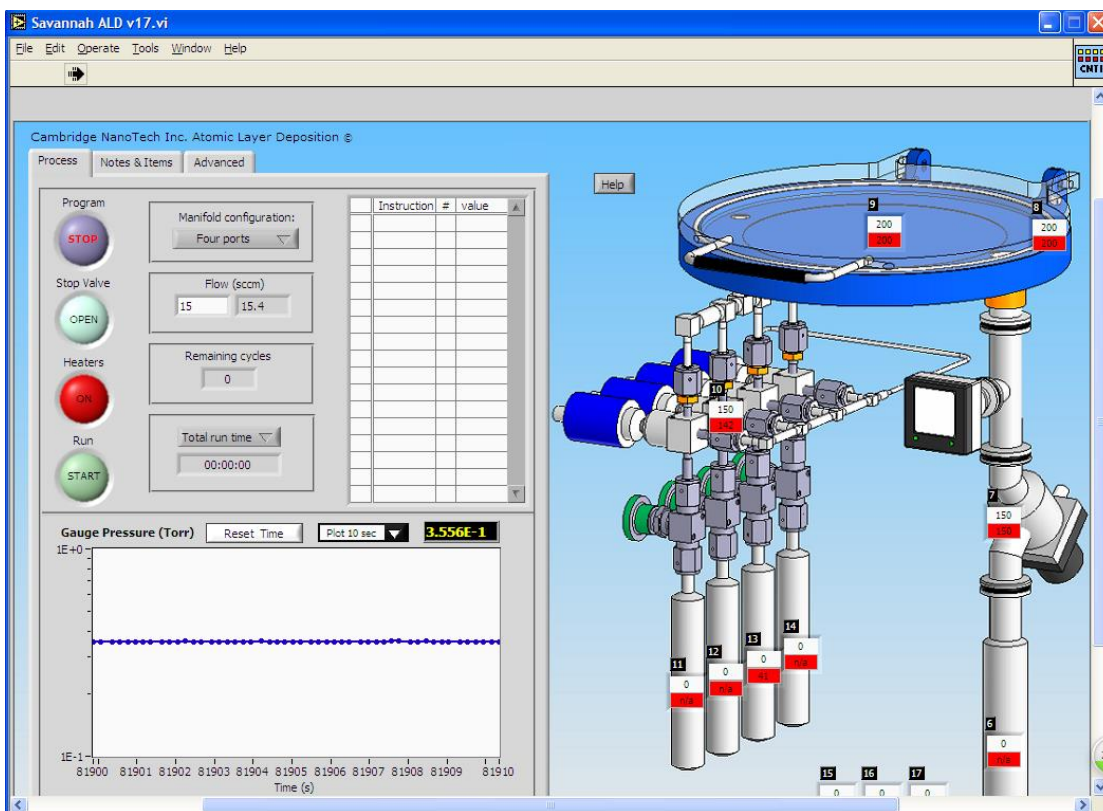 Savannah ALD v17.vi
File Edit Operate Tools Window Help
CNTI
Cambridge NanoTech Inc. Atomic Layer Deposition ©
Process Notes & Items Advanced
Help
Program
STOP
Manifold configuration:
Four ports
Instruction # value
Stop Valve
OPEN
Flow (sccm)
15 15.4
Heaters
ON
Remaining cycles
0
Run
START
Total run time
00:00:00
Gauge Pressure (Torr) Reset Time Plot 10 sec 3.556E-1
1E+0
1E-1
81900 81901 81902 81903 81904 81905 81906 81907 81908 81909 81910
Time (s)
9
200
200
8
200
200
10
150
142
7
150
150
11
0
n/a
12
0
n/a
13
0
41
14
0
n/a
6
0
n/a
15 16 17
0 0 0